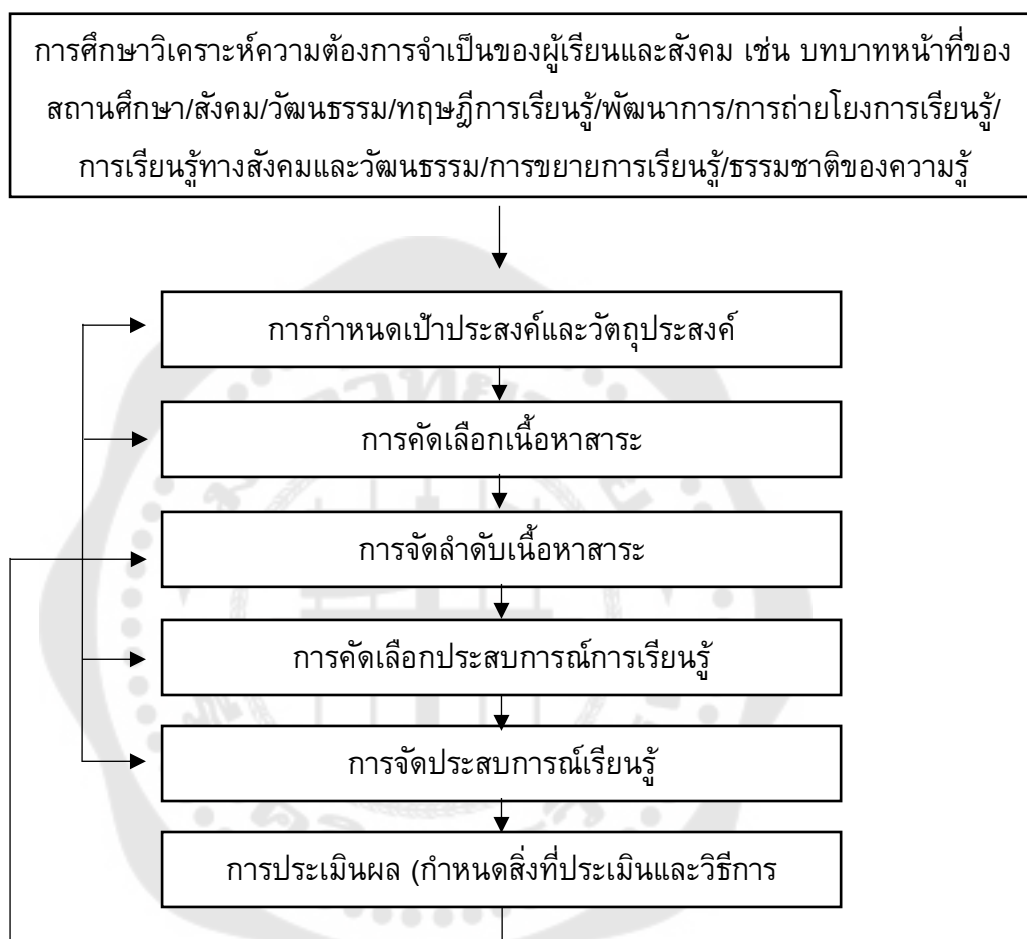 การศึกษาวิเคราะห์ความต้องการจำเป็นของผู้เรียนและสังคม เช่น บทบาทหน้าที่ของ
สถานศึกษา/สังคม/วัฒนธรรม/ทฤษฎีการเรียนรู้/พัฒนาการ/การถ่ายโยงการเรียนรู้/
การเรียนรู้ทางสังคมและวัฒนธรรม/การขยายการเรียนรู้/ธรรมชาติของความรู้
การกำหนดเป้าประสงค์และวัตถุประสงค์
การคัดเลือกเนื้อหาสาระ
การจัดลำดับเนื้อหาสาระ
การคัดเลือกประสบการณ์การเรียนรู้
การจัดประสบการณ์เรียนรู้
การประเมินผล (กำหนดสิ่งที่ประเมินและวิธีการ